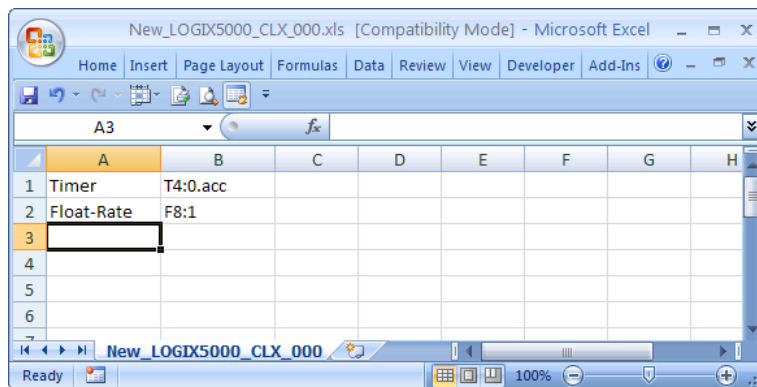 New_LOGIX5000_CLX_000.xls [Compatibility Mode] - Microsoft Excel
Home Insert Page Layout Formulas Data Review View Developer Add-Ins
A3 fx
A B C D E F G H
1 Timer T4:0.acc
2 Float-Rate F8:1
3
4
5
6
New_LOGIX5000_CLX_000
Ready 100%